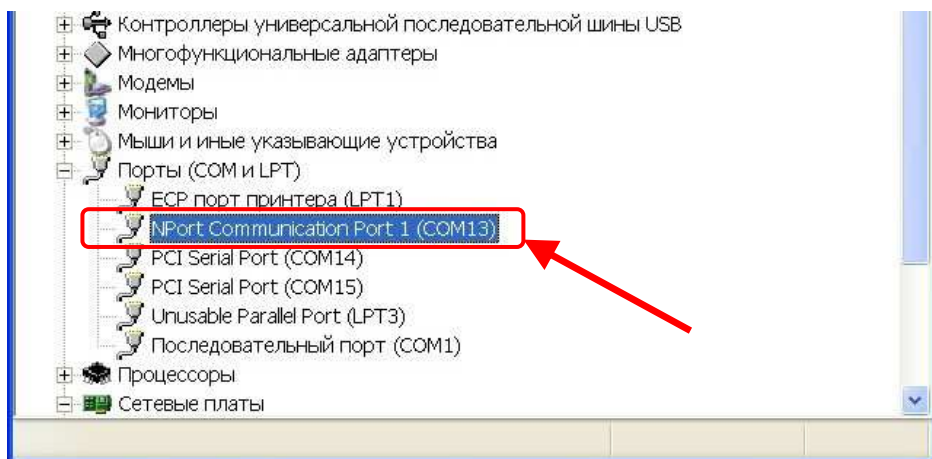 Контроллеры универсальной последовательной шины USB
Многофункциональные адаптеры
Модемы
Мониторы
Мыши и иные указывающие устройства
Порты (COM и LPT)
ECP порт принтера (LPT1)
NPort Communication Port 1 (COM13)
PCI Serial Port (COM14)
PCI Serial Port (COM15)
Unusable Parallel Port (LPT3)
Последовательный порт (COM1)
Процессоры
Сетевые платы